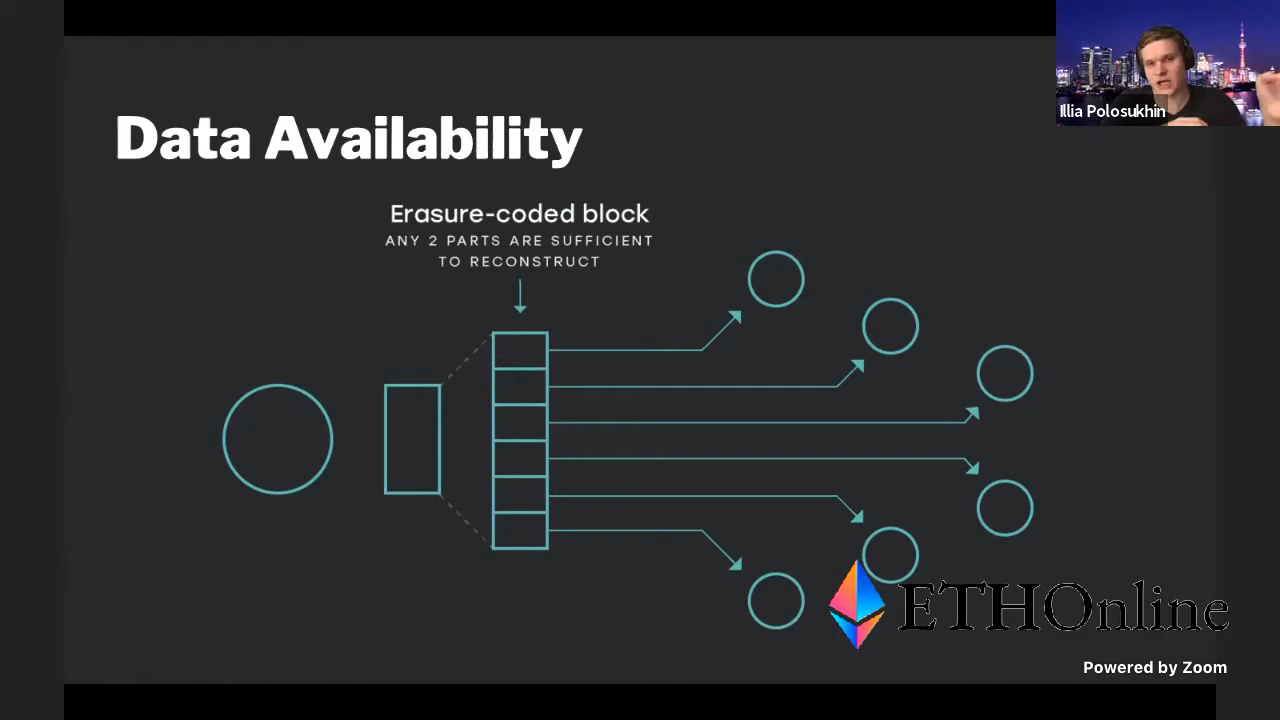 Illia Polosukhin
Data Availability
Erasure-coded block
ANY 2 PARTS ARE SUFFICIENT
TO RECONSTRUCT
ETHOnline
Powered by Zoom